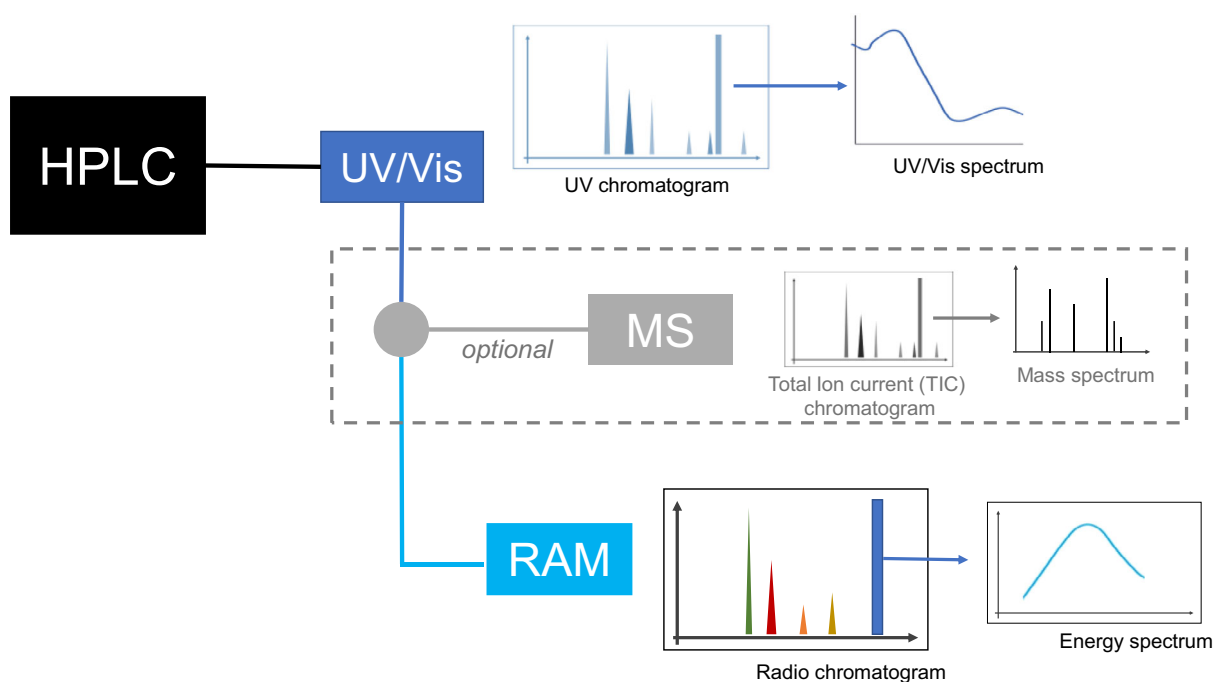 HPLC
UV/Vis
UV chromatogram
UV/Vis spectrum
optional
MS
Total Ion current (TIC)
chromatogram
Mass spectrum
RAM
Radio chromatogram
Energy spectrum